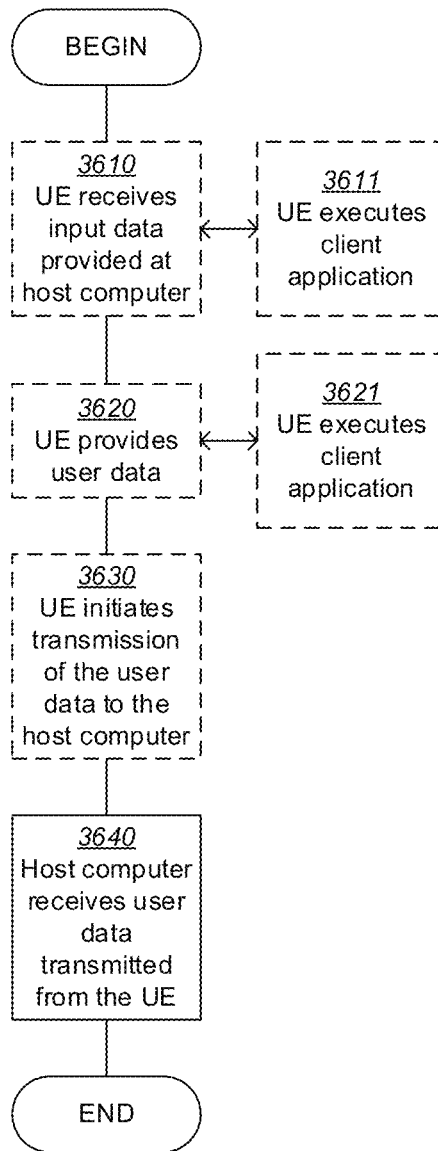 BEGIN
3610
UE receives
input data
provided at
host computer
3611
UE executes
client
application
3620
UE provides
user data
3621
UE executes
client
application
3630
UE initiates
transmission
of the user
data to the
host computer
3640
Host computer
receives user
data
transmitted
from the UE
END